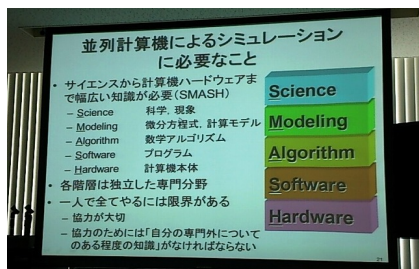 並列計算機によるシミュレーション
に必要なこと
• サイエンスから計算機ハードウェアま
で幅広い知識が必要(SMASH)
– Science 科学, 現象
– Modeling 微分方程式, 計算モデル
– Algorithm 数学アルゴリズム
– Software プログラム
– Hardware 計算機本体
• 各階層は独立した専門分野
• 一人で全てやるには限界がある
– 協力が大切
– 協力のためには「自分の専門外について
のある程度の知識」がなければならない
Science
Modeling
Algorithm
Software
Hardware